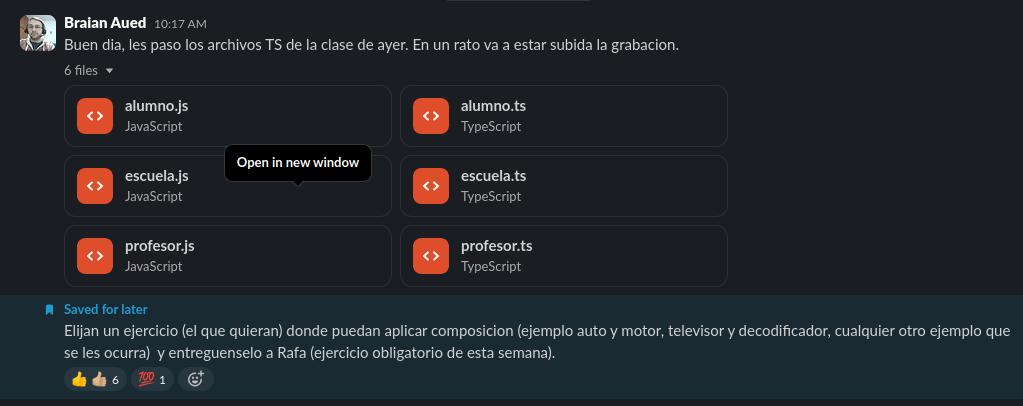 Braian Aued 10:17 AM
Buen dia, les paso los archivos TS de la clase de ayer. En un rato va a estar subida la grabacion.
6 files
alumno.js
JavaScript
alumno.ts
TypeScript
Open in new window
escuela.js
JavaScript
escuela.ts
TypeScript
profesor.js
JavaScript
profesor.ts
TypeScript
Saved for later
Elijan un ejercicio (el que quieran) donde puedan aplicar composicion (ejemplo auto y motor, televisor y decodificador, cualquier otro ejemplo que
se les ocurra) y entreguenselo a Rafa (ejercicio obligatorio de esta semana).
👍👍🏼 6 💯 1